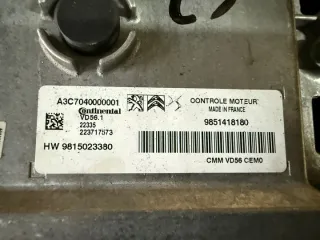 A3C7040000001
Continental
VD56.1
22335
223717573
HW 9815023380
CONTROLE MOTEUR
MADE IN FRANCE
9851418180
CMM VD56 CEM0